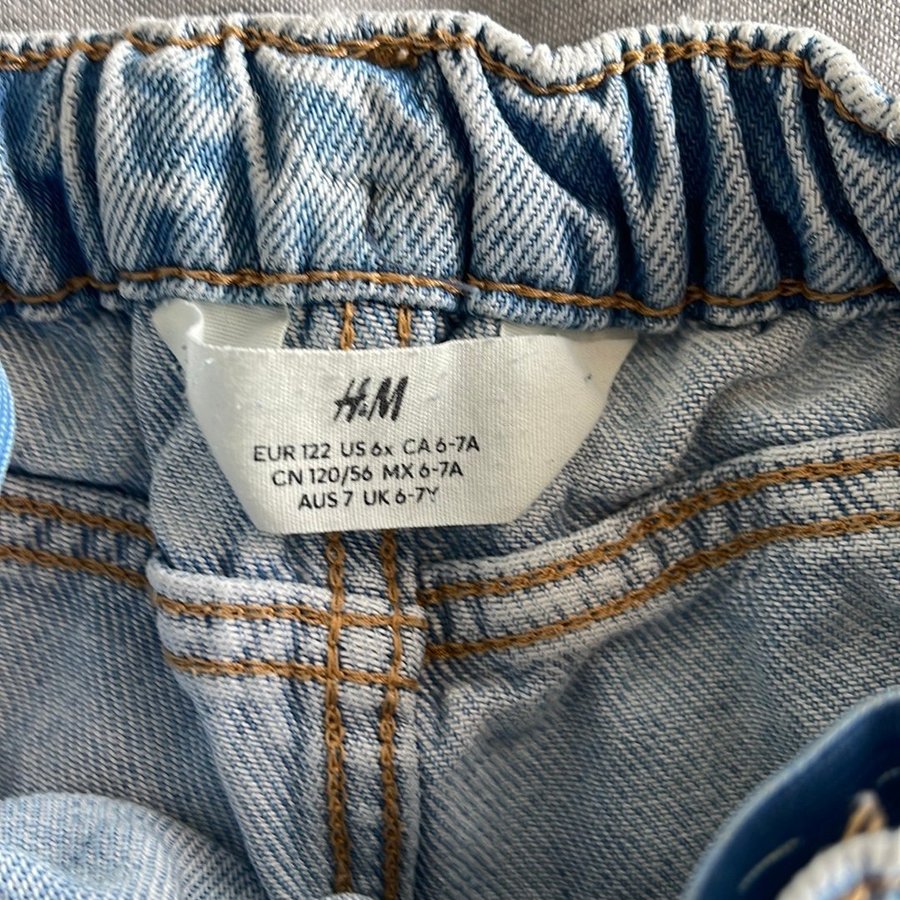 H&M
EUR 122 US 6x CA 6-7A
CN 120/56 MX 6-7A
AUS 7 UK 6-7Y